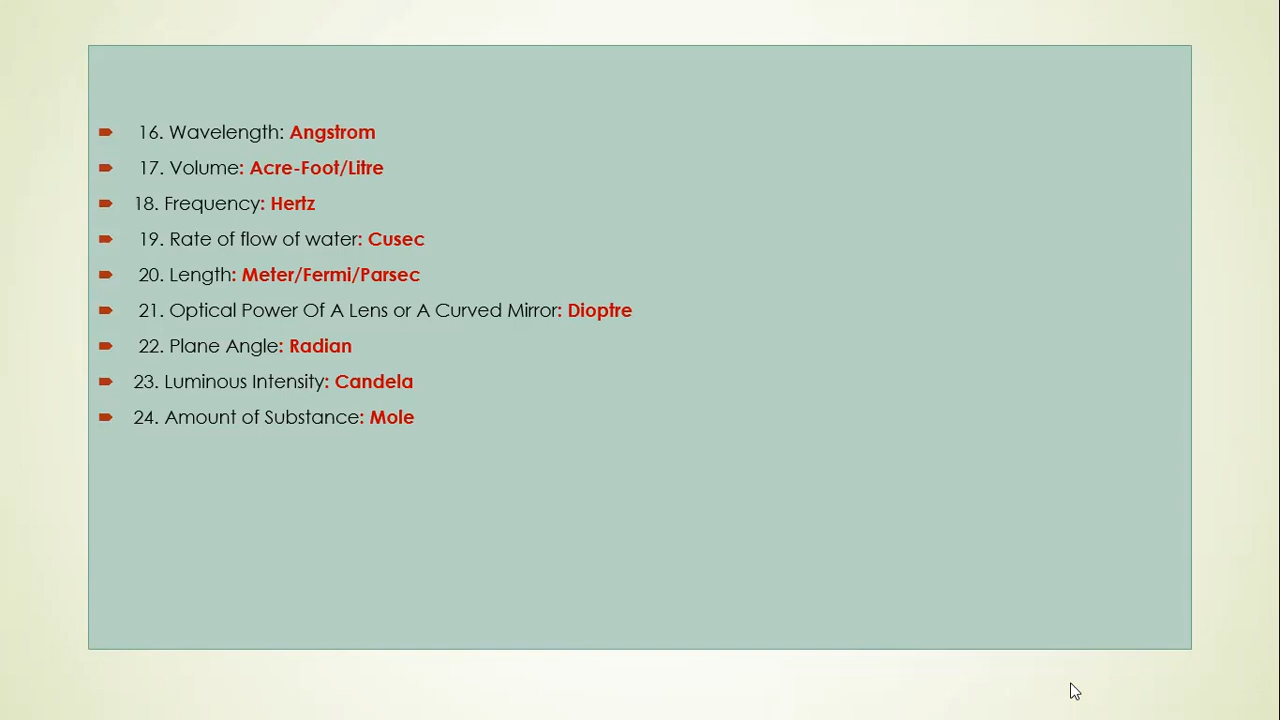 16. Wavelength: Angstrom
17. Volume: Acre-Foot/Litre
18. Frequency: Hertz
19. Rate of flow of water: Cusec
20. Length: Meter/Fermi/Parsec
21. Optical Power Of A Lens or A Curved Mirror: Dioptre
22. Plane Angle: Radian
23. Luminous Intensity: Candela
24. Amount of Substance: Mole